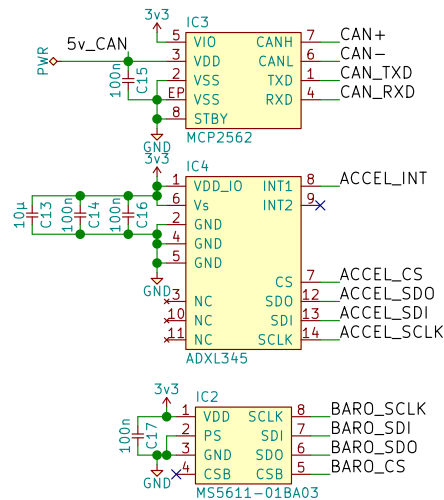 3v3
IC3
5v_CAN
PWR
100n
C15
5 VIO CANH 7 CAN+
3 VDD CANL 6 CAN-
2 VSS TXD 1 CAN_TXD
EP VSS RXD 4 CAN_RXD
8 STBY
GND
MCP2562
3v3
IC4
1 VDD_IO INT1 8 ACCEL_INT
6 Vs INT2 9
10µ
C13
100n
C14
100n
C16
2 GND
4 GND
5 GND
GND
CS 7 ACCEL_CS
3 NC SDO 12 ACCEL_SDO
10 NC SDI 13 ACCEL_SDI
11 NC SCLK 14 ACCEL_SCLK
ADXL345
3v3
IC2
100n
C17
1 VDD SCLK 8 BARO_SCLK
2 PS SDI 7 BARO_SDI
3 GND SDO 6 BARO_SDO
4 CSB CSB 5 BARO_CS
GND
MS5611-01BA03